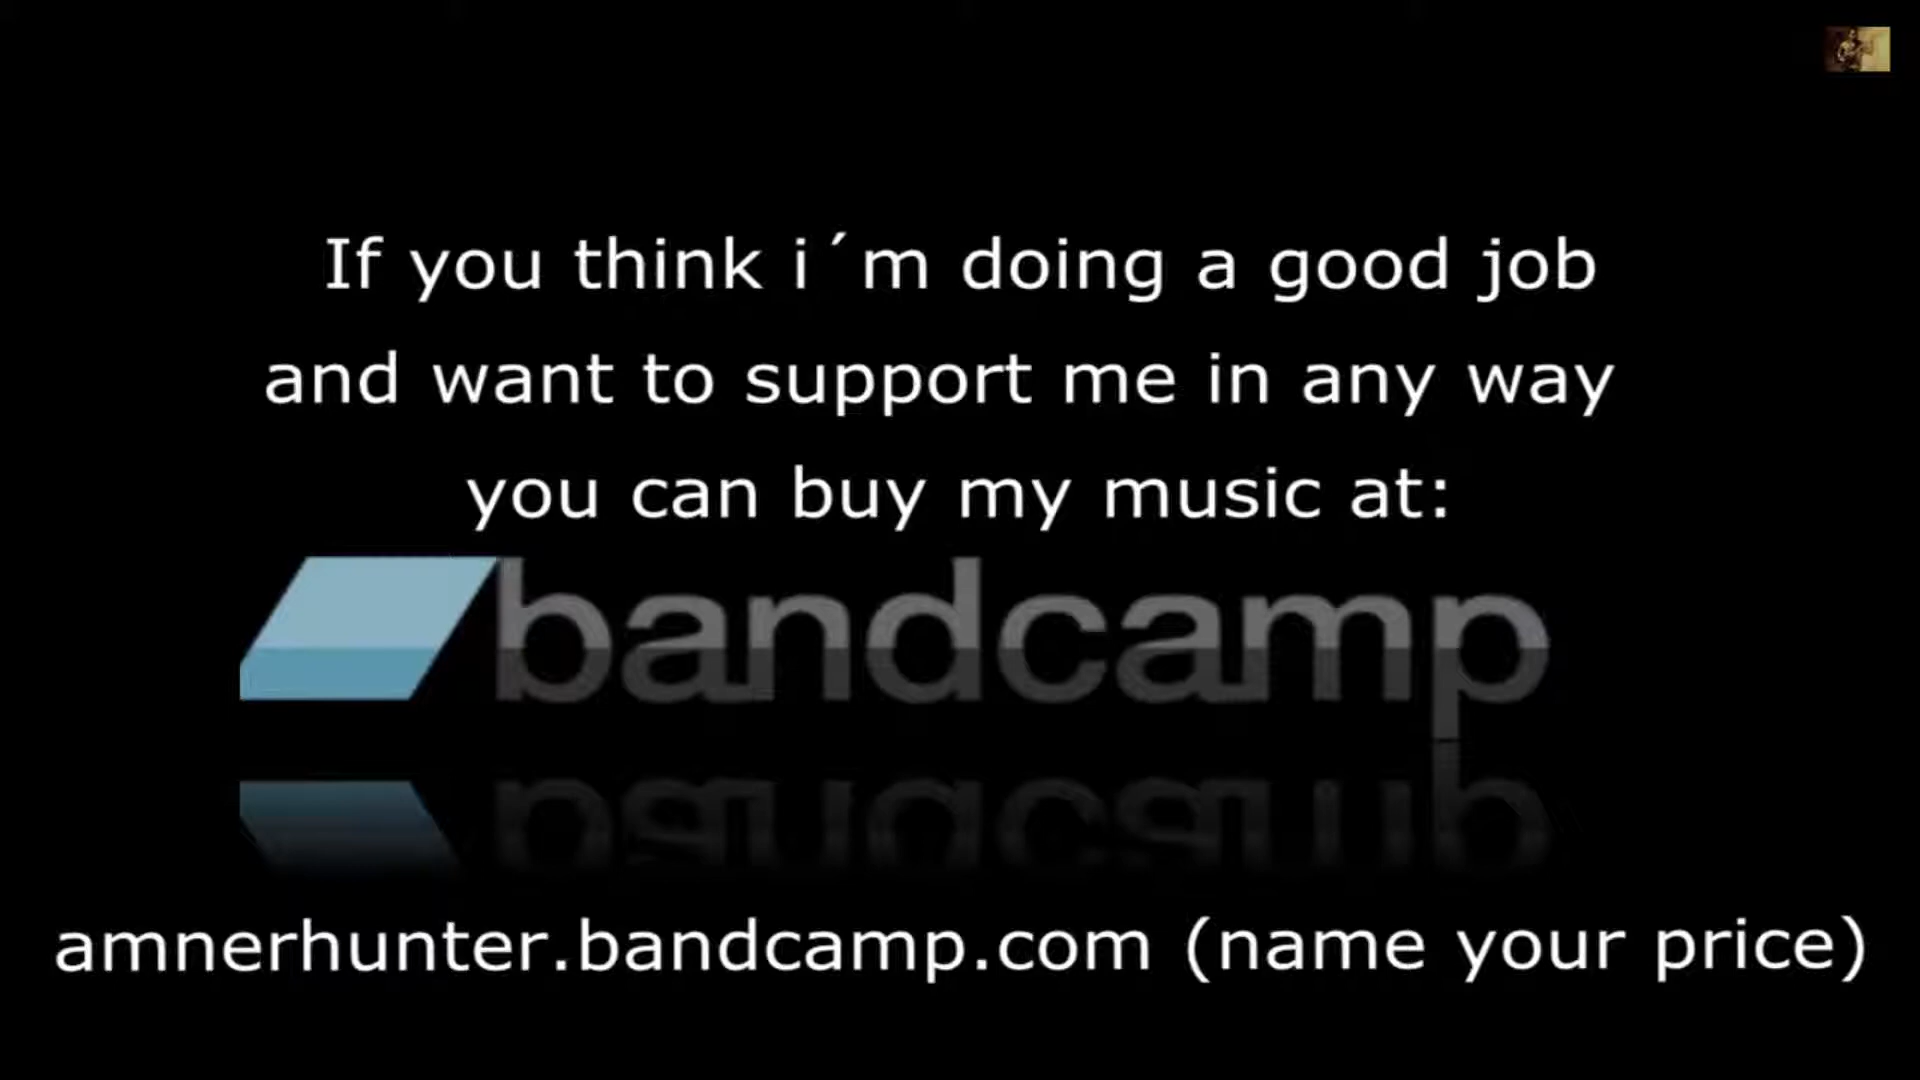 If you think i´m doing a good job
and want to support me in any way
you can buy my music at:
bandcamp
amnerhunter.bandcamp.com (name your price)